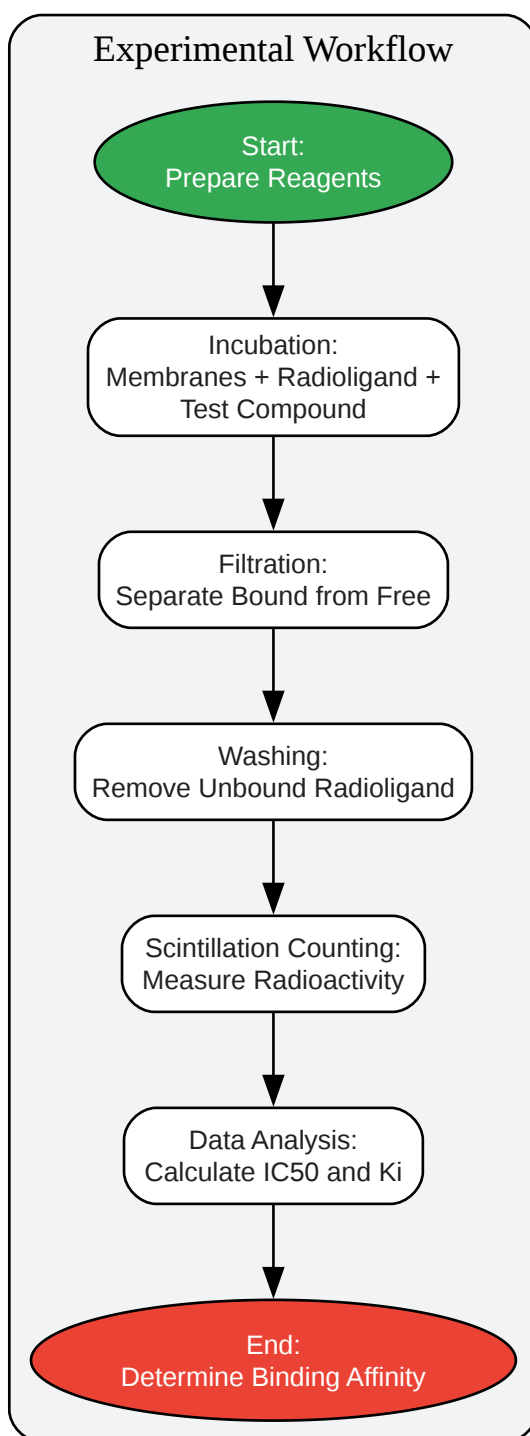 Experimental Workflow
Start:
Prepare Reagents
Incubation:
Membranes + Radioligand +
Test Compound
Filtration:
Separate Bound from Free
Washing:
Remove Unbound Radioligand
Scintillation Counting:
Measure Radioactivity
Data Analysis:
Calculate IC50 and Ki
End:
Determine Binding Affinity